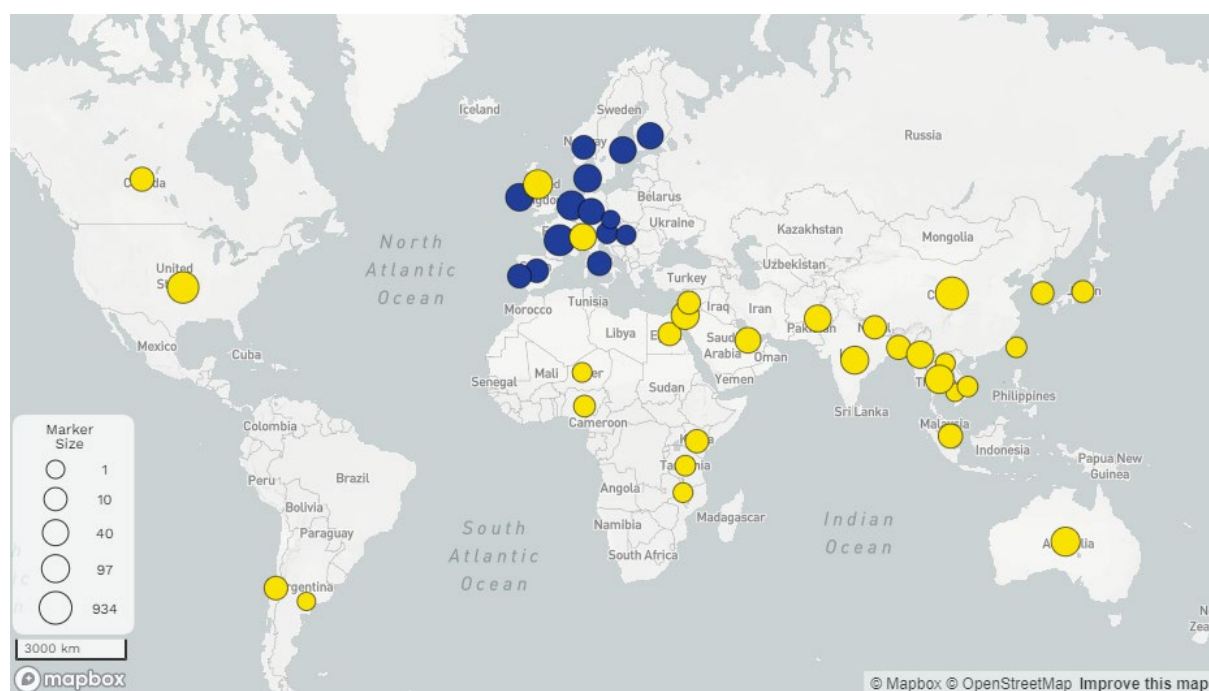 Iceland
Sweden
Russia
Belarus
Ukraine
Kazakhstan
Mongolia
North
Atlantic
Ocean
United
Uzbekistan
Turkey
Morocco
Tunisia
Iraq
Iran
Mexico
Cuba
Libya
Saudi
Arabia
Oman
Mali
Senegal
Sudan
Yemen
Philippines
Sri Lanka
Cameroon
Colombia
Malaysia
Indonesia
Papua New
Guinea
Peru
Brazil
Angola
Bolivia
Madagascar
Namibia
Paraguay
South
Atlantic
Ocean
Indian
Ocean
South Africa
Marker
Size
1
10
40
97
934
3000 km
mapbox
© Mapbox © OpenStreetMap Improve this map